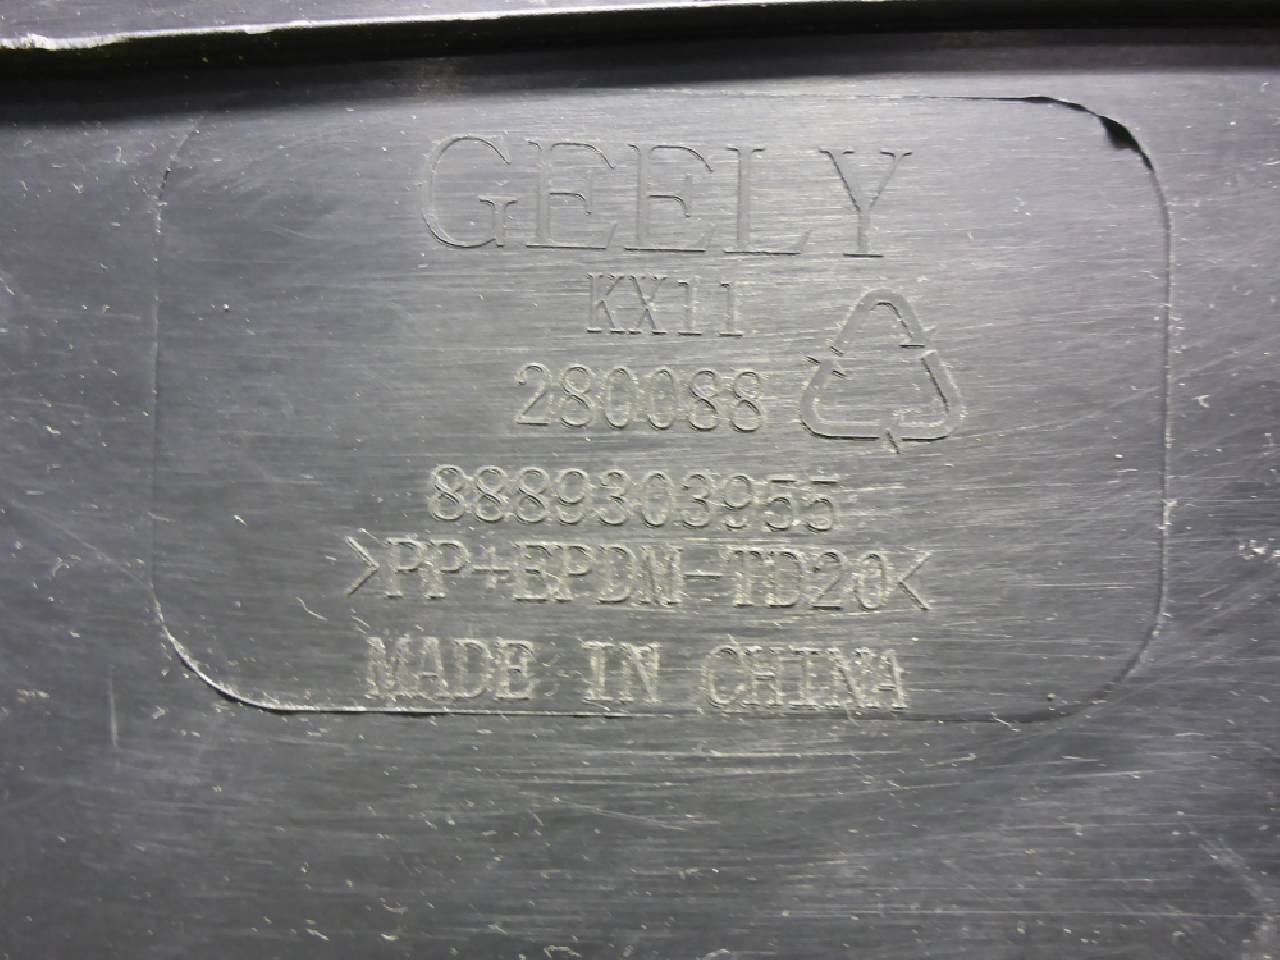 GEELY
KX11
280088
8889303955
>PP+EPDM-TD20<
MADE IN CHINA